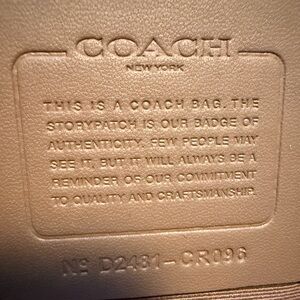 COACH
NEW YORK
THIS IS A COACH BAG. THE
STORYPATCH IS OUR BADGE OF
AUTHENTICITY. FEW PEOPLE MAY
SEE IT, BUT IT WILL ALWAYS BE A
REMINDER OF OUR COMMITMENT
TO QUALITY AND CRAFTSMANSHIP.
Nº D2481-CR096